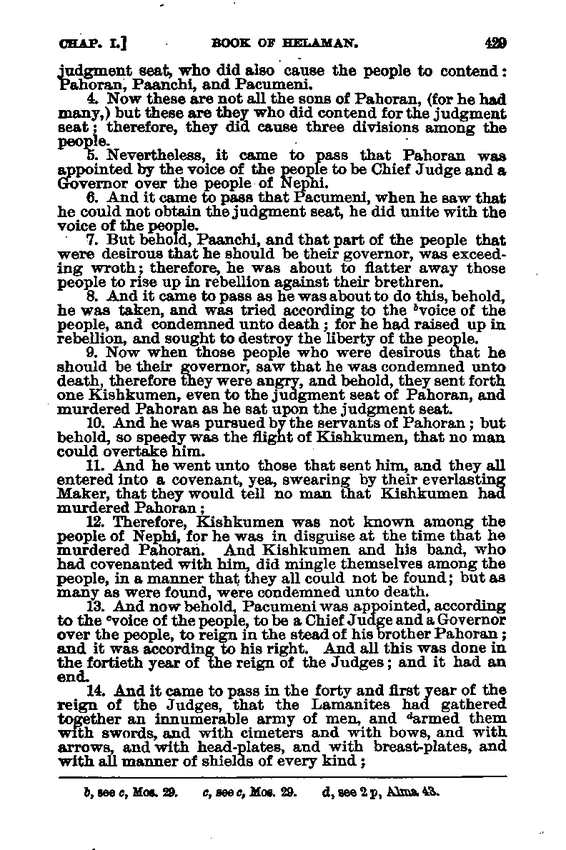 CHAP. I.] BOOK OF HELAMAN. 429
judgment seat, who did also cause the people to contend:
Pahoran, Paanchi, and Pacumeni.
4. Now these are not all the sons of Pahoran, (for he had
many,) but these are they who did contend for the judgment
seat; therefore, they did cause three divisions among the
people.
5. Nevertheless, it came to pass that Pahoran was
appointed by the voice of the people to be Chief Judge and a
Governor over the people of Nephi.
6. And it came to pass that Pacumeni, when he saw that
he could not obtain the judgment seat, he did unite with the
voice of the people.
7. But behold, Paanchi, and that part of the people that
were desirous that he should be their governor, was exceed-
ing wroth; therefore, he was about to flatter away those
people to rise up in rebellion against their brethren.
8. And it came to pass as he was about to do this, behold,
he was taken, and was tried according to the bvoice of the
people, and condemned unto death; for he had raised up in
rebellion, and sought to destroy the liberty of the people.
9. Now when those people who were desirous that he
should be their governor, saw that he was condemned unto
death, therefore they were angry, and behold, they sent forth
one Kishkumen, even to the judgment seat of Pahoran, and
murdered Pahoran as he sat upon the judgment seat.
10. And he was pursued by the servants of Pahoran; but
behold, so speedy was the flight of Kishkumen, that no man
could overtake him.
11. And he went unto those that sent him, and they all
entered into a covenant, yea, swearing by their everlasting
Maker, that they would tell no man that Kishkumen had
murdered Pahoran;
12. Therefore, Kishkumen was not known among the
people of Nephi, for he was in disguise at the time that he
murdered Pahoran. And Kishkumen and his band, who
had covenanted with him, did mingle themselves among the
people, in a manner that they all could not be found; but as
many as were found, were condemned unto death.
13. And now behold, Pacumeni was appointed, according
to the cvoice of the people, to be a Chief Judge and a Governor
over the people, to reign in the stead of his brother Pahoran;
and it was according to his right. And all this was done in
the fortieth year of the reign of the Judges; and it had an
end.
14. And it came to pass in the forty and first year of the
reign of the Judges, that the Lamanites had gathered
together an innumerable army of men, and darmed them
with swords, and with cimeters and with bows, and with
arrows, and with head-plates, and with breast-plates, and
with all manner of shields of every kind;
b, see c, Mos. 29. c, see c, Mos. 29. d, see 2 p, Alma 43.